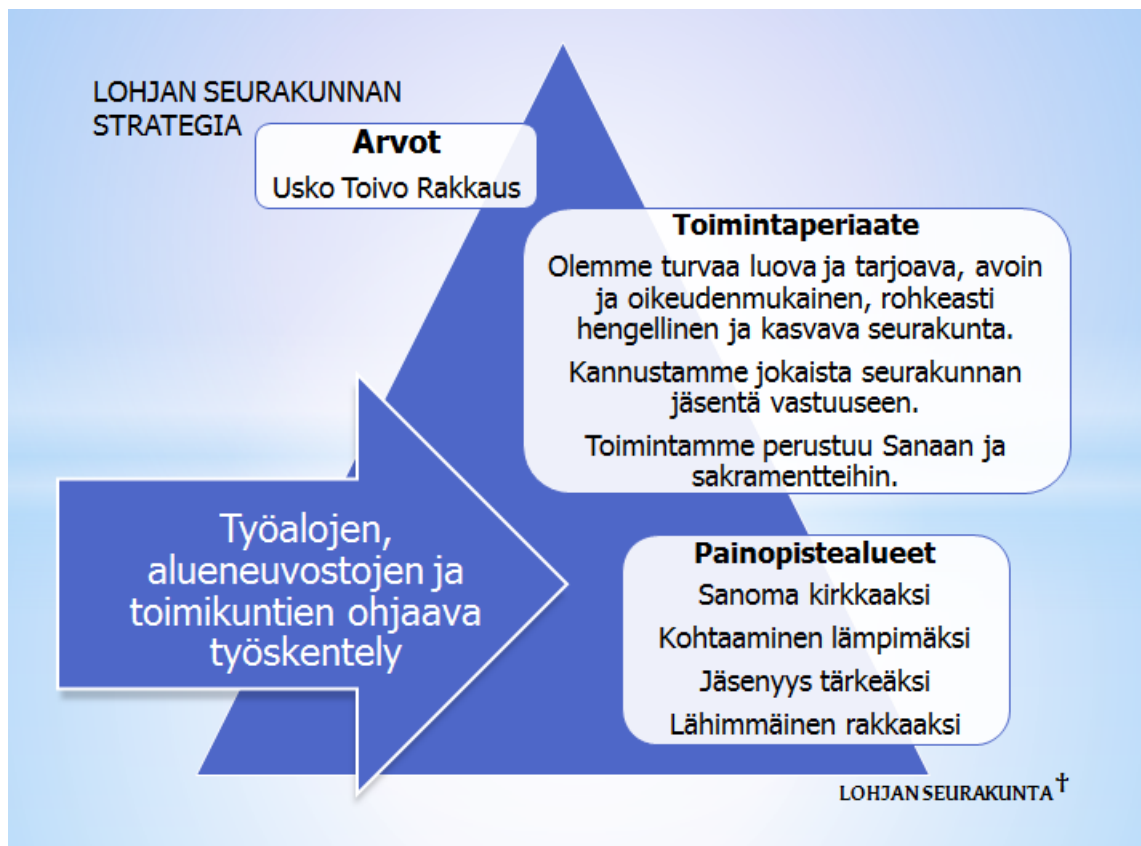 LOHJAN SEURAKUNNAN
STRATEGIA
Arvot
Usko Toivo Rakkaus
Toimintaperiaate
Olemme turvaa luova ja tarjoava, avoin
ja oikeudenmukainen, rohkeasti
hengellinen ja kasvava seurakunta.
Kannustamme jokaista seurakunnan
jäsentä vastuuseen.
Toimintamme perustuu Sanaan ja
sakramentteihin.
Työalojen,
alueneuvostojen ja
toimikuntien ohjaava
työskentely
Painopistealueet
Sanoma kirkkaaksi
Kohtaaminen lämpimäksi
Jäsenyys tärkeäksi
Lähimmäinen rakkaaksi
LOHJAN SEURAKUNTA